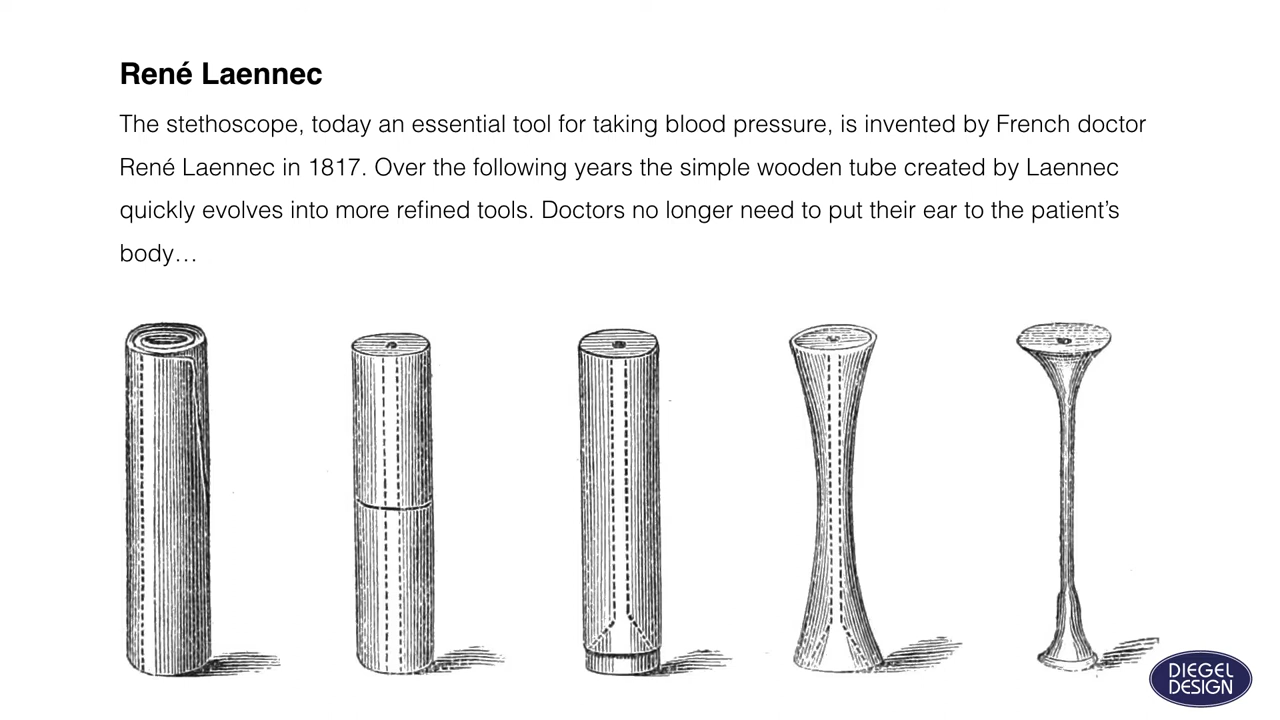 René Laennec
The stethoscope, today an essential tool for taking blood pressure, is invented by French doctor
René Laennec in 1817. Over the following years the simple wooden tube created by Laennec
quickly evolves into more refined tools. Doctors no longer need to put their ear to the patient’s
body…
DIEGEL
DESIGN